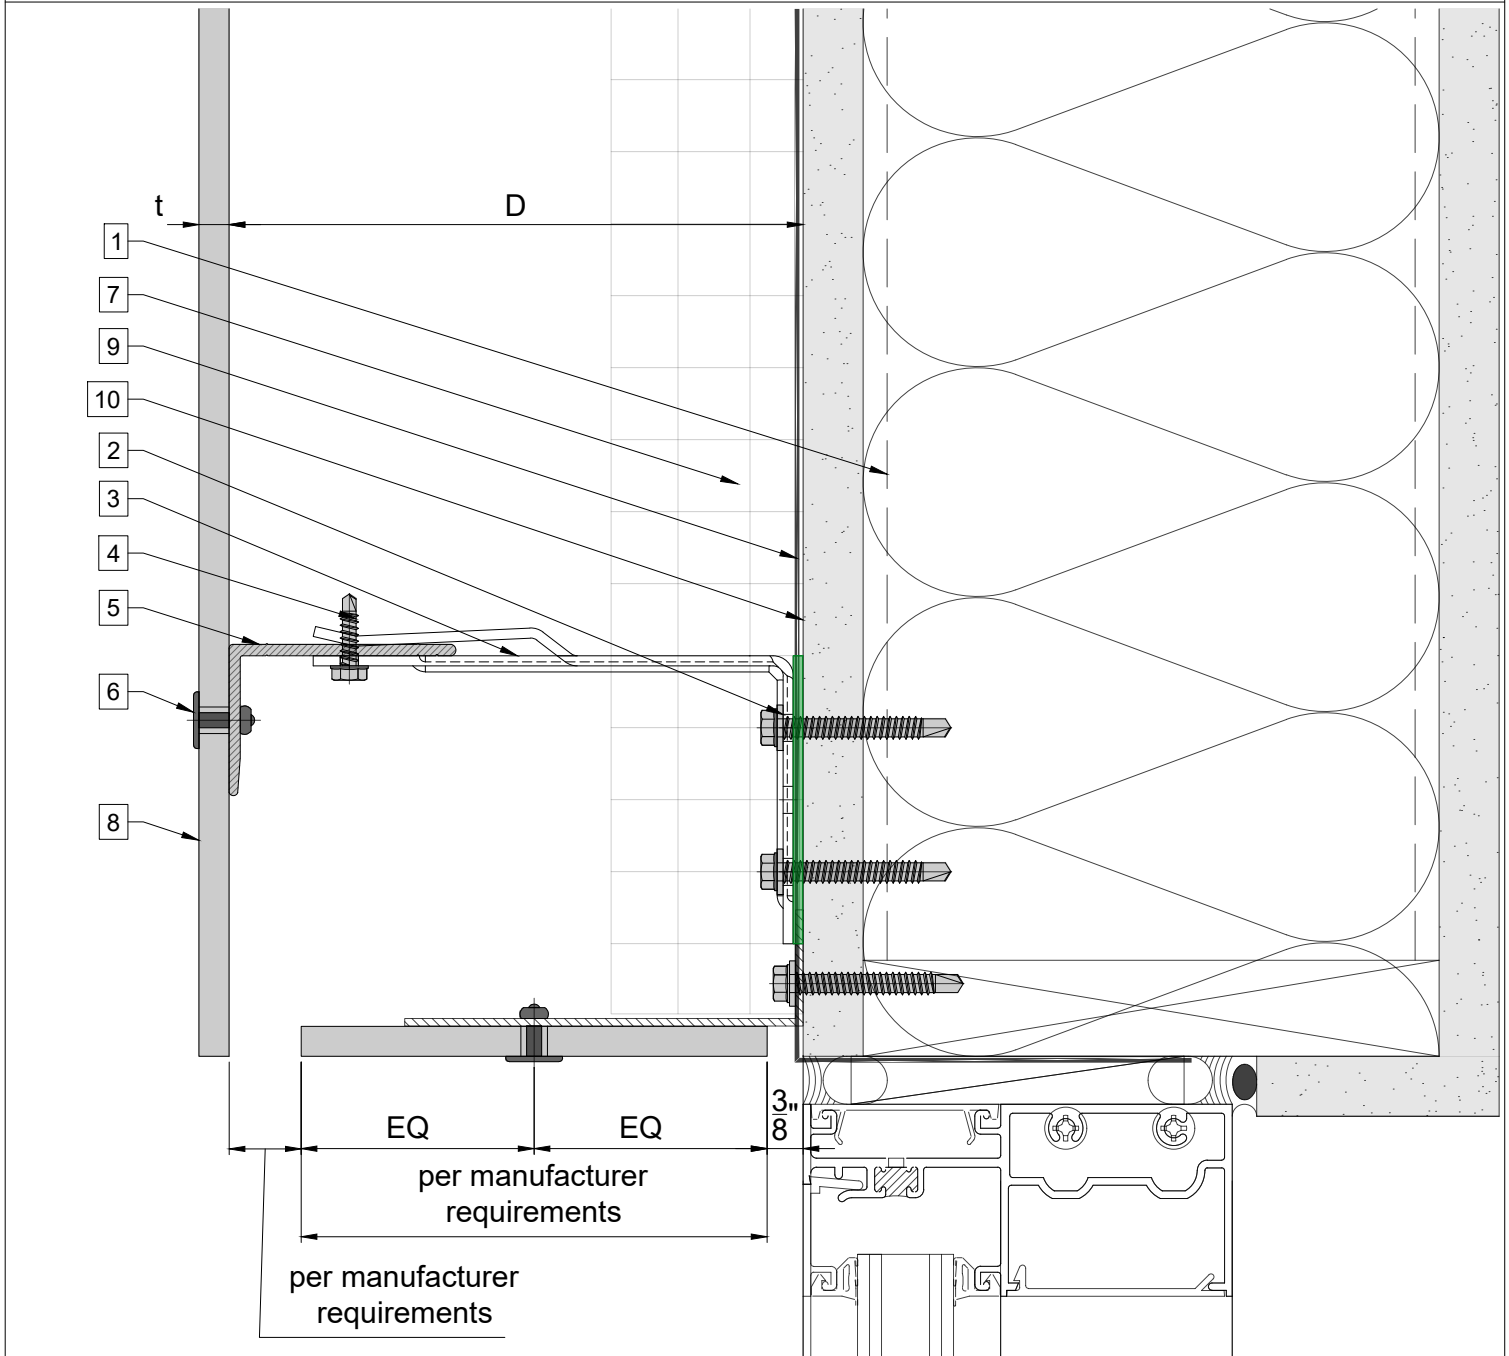 t
D
1
7
9
10
2
3
4
5
6
8
EQ
EQ
3/8"
per manufacturer
requirements
per manufacturer
requirements